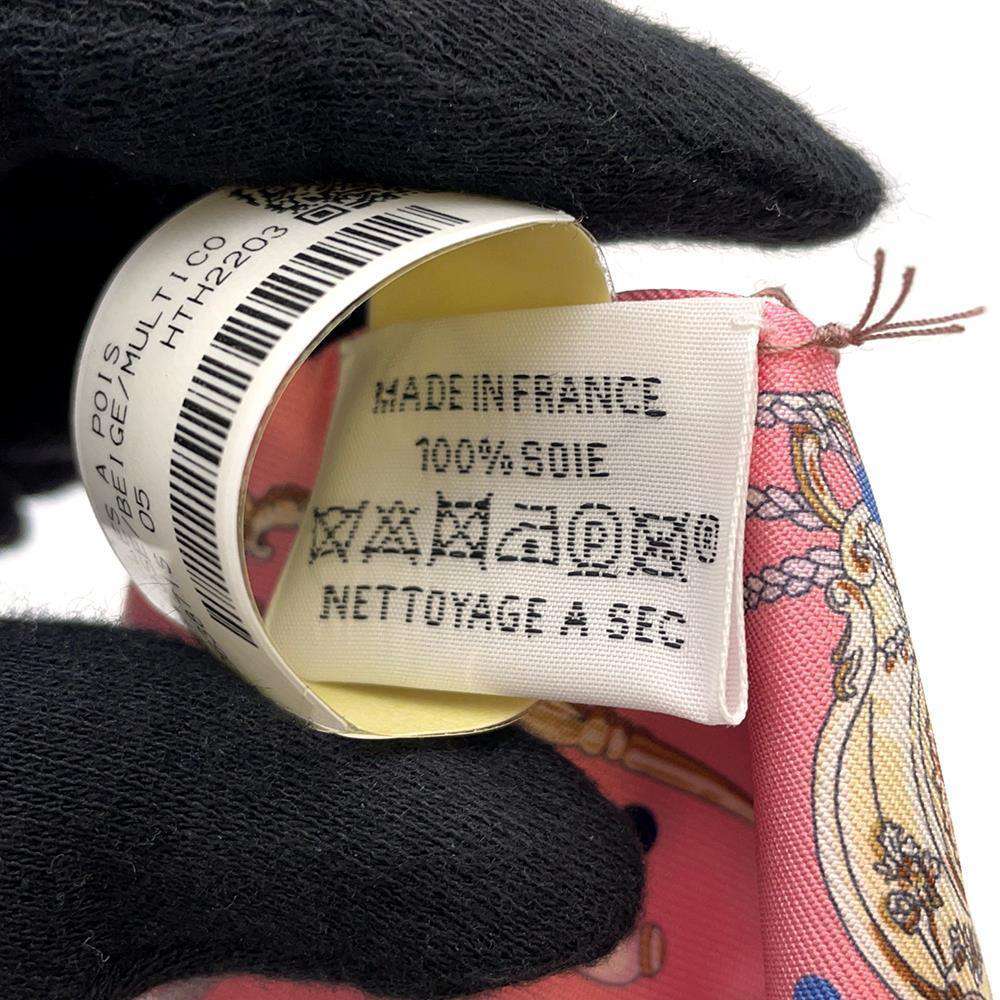 S A POIS
/BEIGE/MULTICO
05
HTH2203
MADE IN FRANCE
100% SOIE
P
NETTOYAGE A SEC